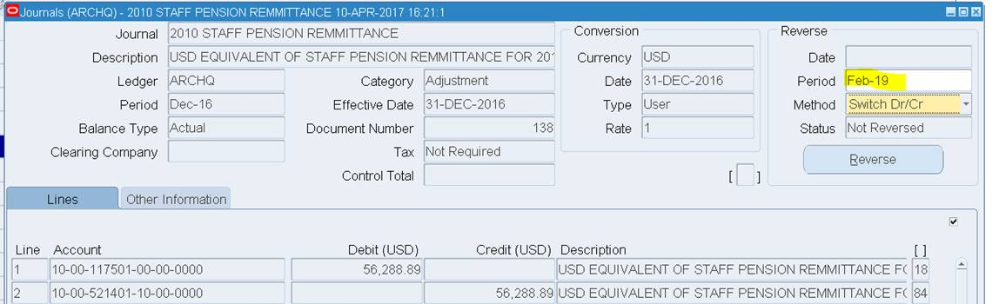 Journals (ARCHQ) - 2010 STAFF PENSION REMMITTANCE 10-APR-2017 16:21:1
Journal 2010 STAFF PENSION REMMITTANCE Conversion Reverse
Description USD EQUIVALENT OF STAFF PENSION REMMITTANCE FOR 201 Currency USD Date
Ledger ARCHQ Category Adjustment Date 31-DEC-2016 Period Feb-19
Period Dec-16 Effective Date 31-DEC-2016 Type User Method Switch Dr/Cr
Balance Type Actual Document Number 138 Rate 1 Status Not Reversed
Clearing Company Tax Not Required Reverse
Control Total [ ]
Lines Other Information
Line Account Debit (USD) Credit (USD) Description [ ]
1 10-00-117501-00-00-0000 56,288.89 USD EQUIVALENT OF STAFF PENSION REMMITTANCE F( 18
2 10-00-521401-10-00-0000 56,288.89 USD EQUIVALENT OF STAFF PENSION REMMITTANCE F( 84